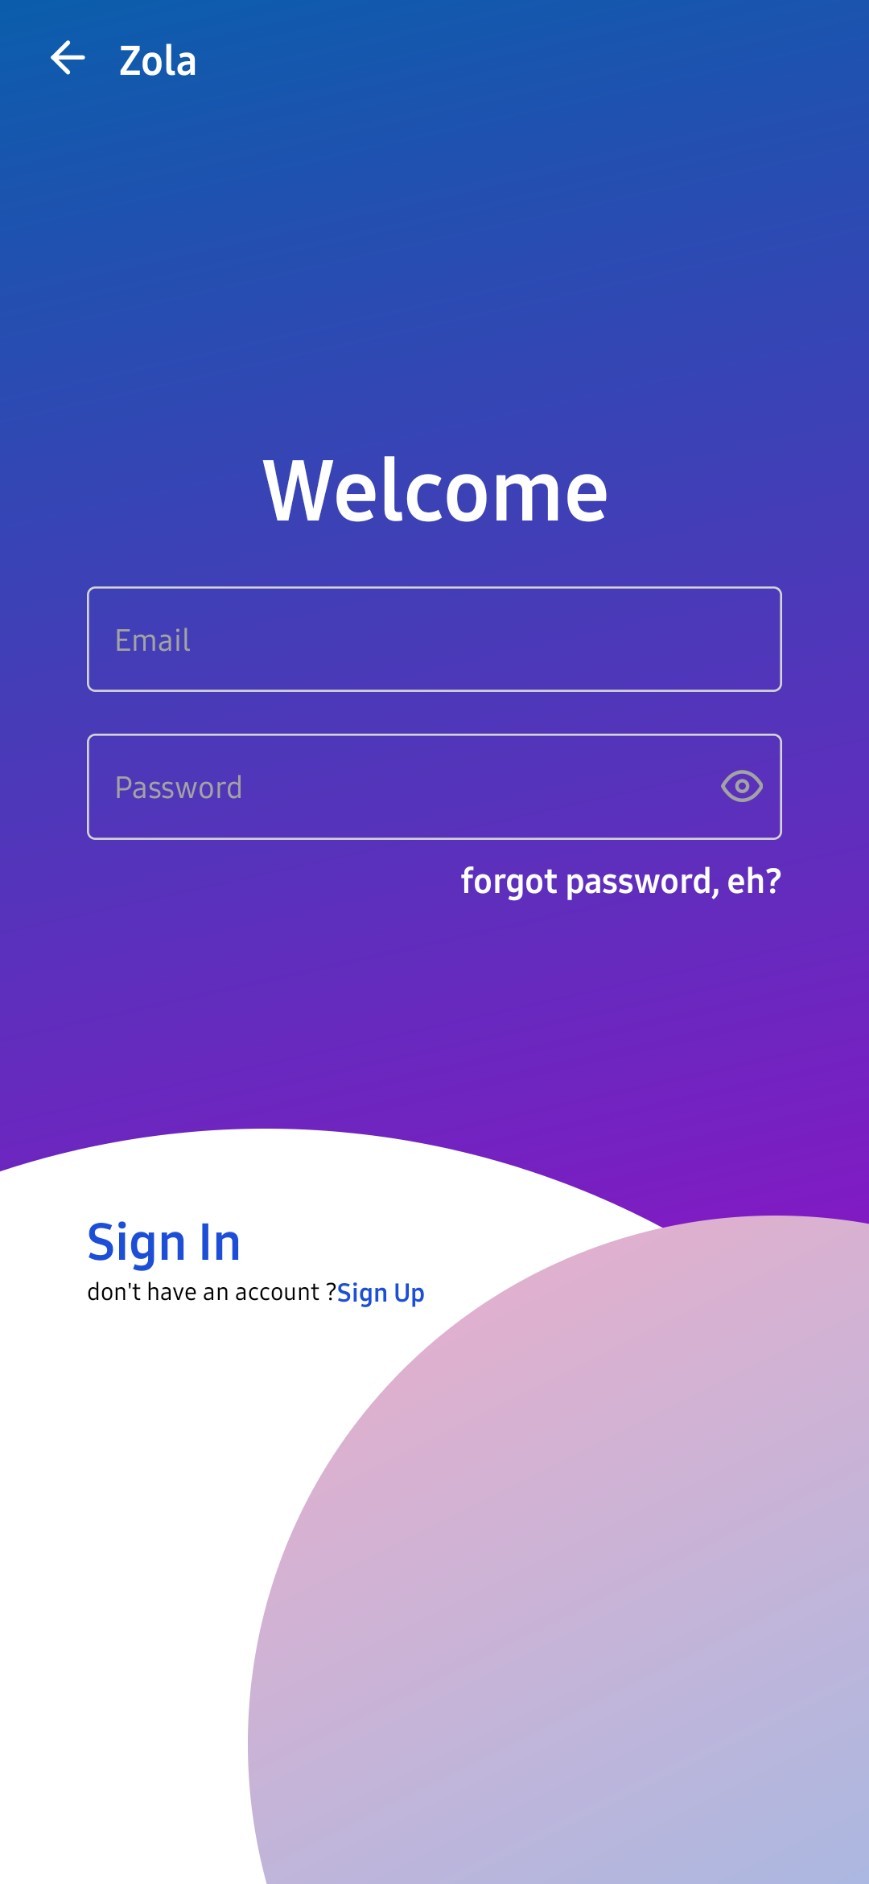 Zola
Welcome
Email
Password
forgot password, eh?
Sign In
don't have an account ?Sign Up